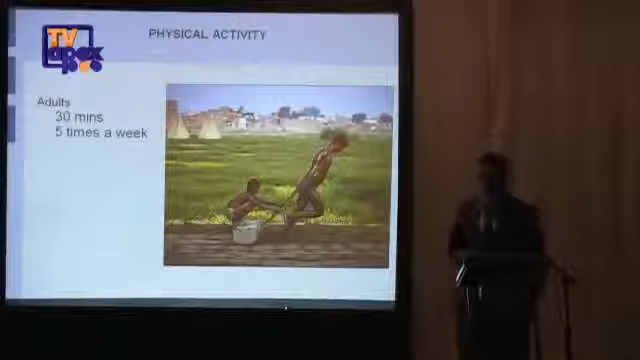 PHYSICAL ACTIVITY
TV
apex
Adults
30 mins
5 times a week